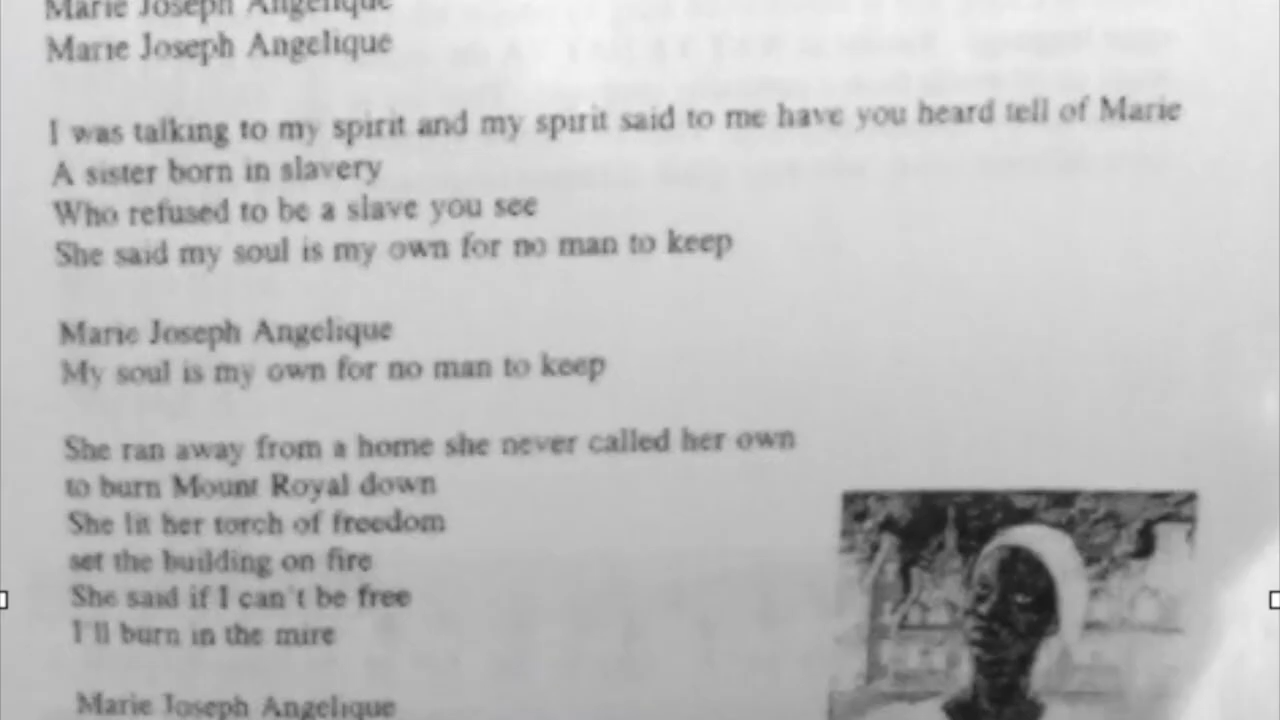 Marie Joseph Angelique
Marie Joseph Angelique
I was talking to my spirit and my spirit said to me have you heard tell of Marie
A sister born in slavery
Who refused to be a slave you see
She said my soul is my own for no man to keep
Marie Joseph Angelique
My soul is my own for no man to keep
She ran away from a home she never called her own
to burn Mount Royal down
She lit her torch of freedom
set the building on fire
She said if I can't be free
I'll burn in the mire
Marie Joseph Angelique